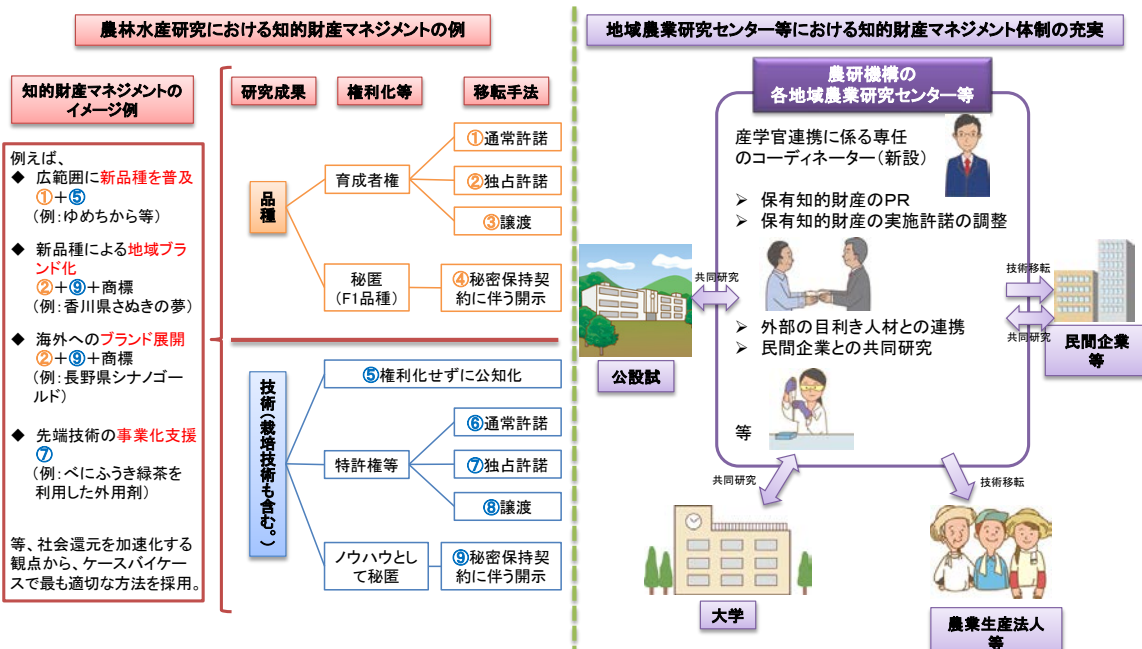 農林水産研究における知的財産マネジメントの例
知的財産マネジメントの
イメージ例
例えば、
◆ 広範囲に新品種を普及
①+⑤
(例:ゆめちから等)
◆ 新品種による地域ブラ
ンド化
②+⑨+商標
(例:香川県さぬきの夢)
◆ 海外へのブランド展開
②+⑨+商標
(例:長野県シナノゴー
ルド)
◆ 先端技術の事業化支援
⑦
(例:べにふうき緑茶を
利用した外用剤)
等、社会還元を加速化する
観点から、ケースバイケー
スで最も適切な方法を採用。
研究成果
権利化等
移転手法
品種
育成者権
①通常許諾
②独占許諾
③譲渡
秘匿
(F1品種)
④秘密保持契
約に伴う開示
技術(栽培技術も含む。)
⑤権利化せずに公知化
特許権等
⑥通常許諾
⑦独占許諾
⑧譲渡
ノウハウとし
て秘匿
⑨秘密保持契
約に伴う開示
地域農業研究センター等における知的財産マネジメント体制の充実
農研機構の
各地域農業研究センター等
産学官連携に係る専任
のコーディネーター(新設)
➢ 保有知的財産のPR
➢ 保有知的財産の実施許諾の調整
➢ 外部の目利き人材との連携
➢ 民間企業との共同研究
等
共同研究
公設試
技術移転
共同研究
民間企業
等
共同研究
大学
技術移転
農業生産法人
等